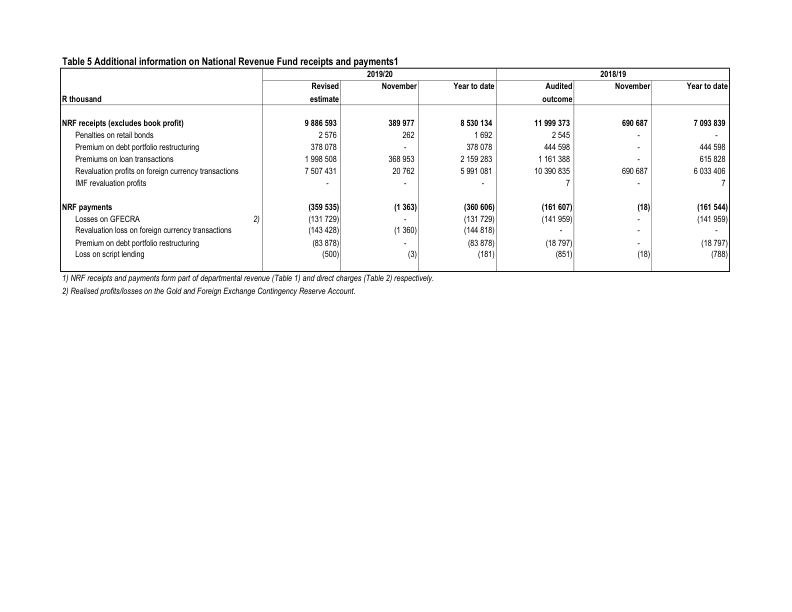 Table 5 Additional information on National Revenue Fund receipts and payments1
2019/20 2018/19
Revised November Year to date Audited November Year to date
R thousand estimate outcome
NRF receipts (excludes book profit) 9 886 593 389 977 8 530 134 11 999 373 690 687 7 093 839
Penalties on retail bonds 2 576 262 1 692 2 545 - -
Premium on debt portfolio restructuring 378 078 - 378 078 444 598 - 444 598
Premiums on loan transactions 1 998 508 368 953 2 159 283 1 161 388 - 615 828
Revaluation profits on foreign currency transactions 7 507 431 20 762 5 991 081 10 390 835 690 687 6 033 406
IMF revaluation profits - - - 7 - 7
NRF payments (359 535) (1 363) (360 606) (161 607) (18) (161 544)
Losses on GFECRA 2) (131 729) - (131 729) (141 959) - (141 959)
Revaluation loss on foreign currency transactions (143 428) (1 360) (144 818) - - -
Premium on debt portfolio restructuring (83 878) - (83 878) (18 797) - (18 797)
Loss on script lending (500) (3) (181) (851) (18) (788)
1) NRF receipts and payments form part of departmental revenue (Table 1) and direct charges (Table 2) respectively.
2) Realised profits/losses on the Gold and Foreign Exchange Contingency Reserve Account.